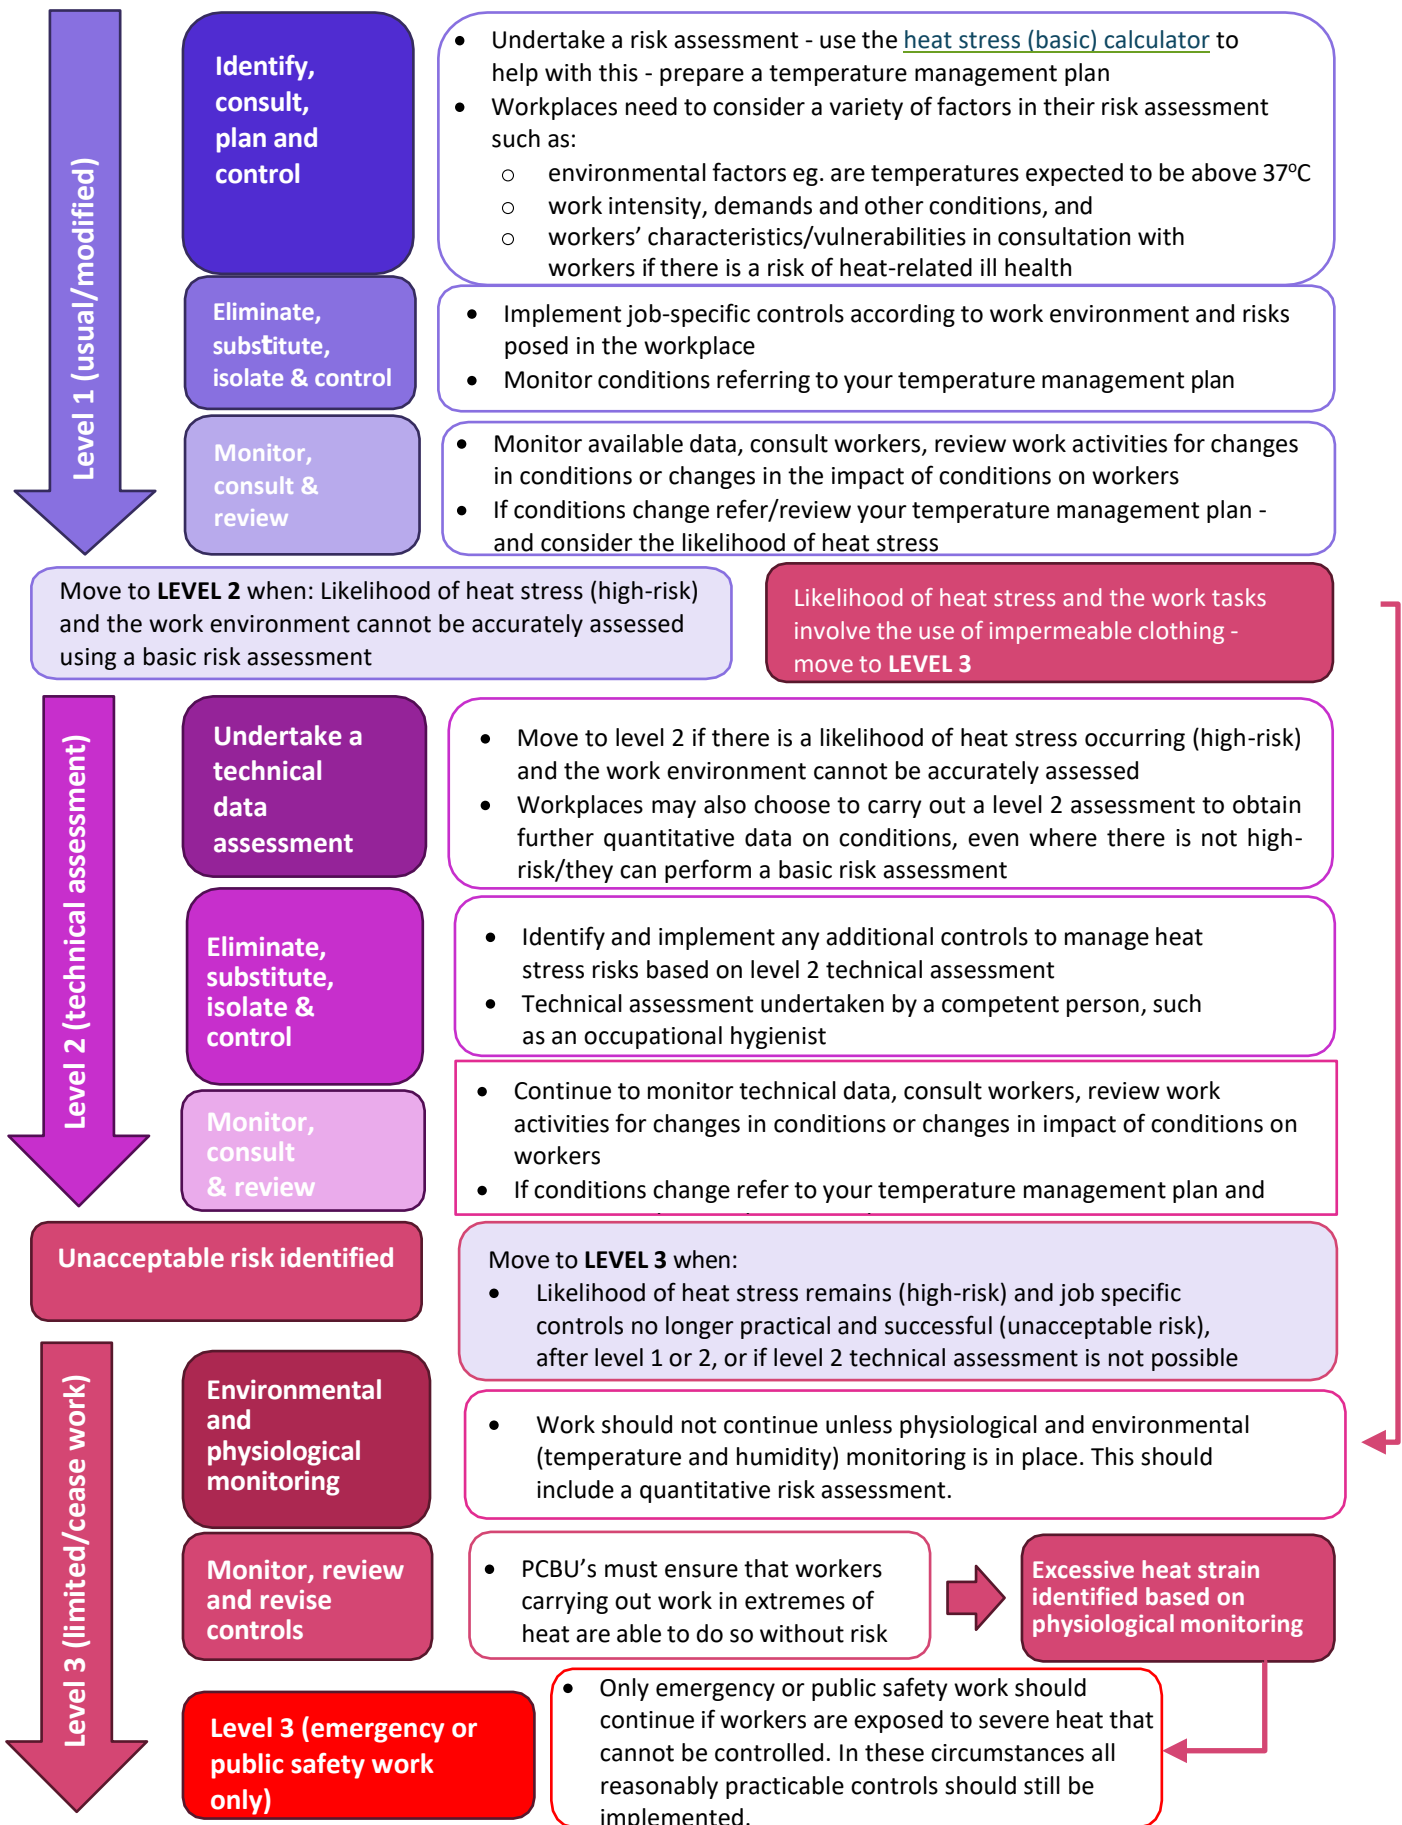 Level 1 (usual/modified)
Identify,
consult,
plan and
control
• Undertake a risk assessment - use the heat stress (basic) calculator to
help with this - prepare a temperature management plan
• Workplaces need to consider a variety of factors in their risk assessment
such as:
o environmental factors eg. are temperatures expected to be above 37ºC
o work intensity, demands and other conditions, and
o workers’ characteristics/vulnerabilities in consultation with
workers if there is a risk of heat-related ill health
Eliminate,
substitute,
isolate & control
• Implement job-specific controls according to work environment and risks
posed in the workplace
• Monitor conditions referring to your temperature management plan
Monitor,
consult &
review
• Monitor available data, consult workers, review work activities for changes
in conditions or changes in the impact of conditions on workers
• If conditions change refer/review your temperature management plan -
and consider the likelihood of heat stress
Move to LEVEL 2 when: Likelihood of heat stress (high-risk)
and the work environment cannot be accurately assessed
using a basic risk assessment
Likelihood of heat stress and the work tasks
involve the use of impermeable clothing -
move to LEVEL 3
Level 2 (technical assessment)
Undertake a
technical
data
assessment
• Move to level 2 if there is a likelihood of heat stress occurring (high-risk)
and the work environment cannot be accurately assessed
• Workplaces may also choose to carry out a level 2 assessment to obtain
further quantitative data on conditions, even where there is not high-
risk/they can perform a basic risk assessment
Eliminate,
substitute,
isolate &
control
• Identify and implement any additional controls to manage heat
stress risks based on level 2 technical assessment
• Technical assessment undertaken by a competent person, such
as an occupational hygienist
Monitor,
consult
& review
• Continue to monitor technical data, consult workers, review work
activities for changes in conditions or changes in impact of conditions on
workers
• If conditions change refer to your temperature management plan and
Unacceptable risk identified
Move to LEVEL 3 when:
• Likelihood of heat stress remains (high-risk) and job specific
controls no longer practical and successful (unacceptable risk),
after level 1 or 2, or if level 2 technical assessment is not possible
Level 3 (limited/cease work)
Environmental
and
physiological
monitoring
• Work should not continue unless physiological and environmental
(temperature and humidity) monitoring is in place. This should
include a quantitative risk assessment.
Monitor, review
and revise
controls
• PCBU’s must ensure that workers
carrying out work in extremes of
heat are able to do so without risk
Excessive heat strain
identified based on
physiological monitoring
Level 3 (emergency or
public safety work
only)
• Only emergency or public safety work should
continue if workers are exposed to severe heat that
cannot be controlled. In these circumstances all
reasonably practicable controls should still be
implemented.